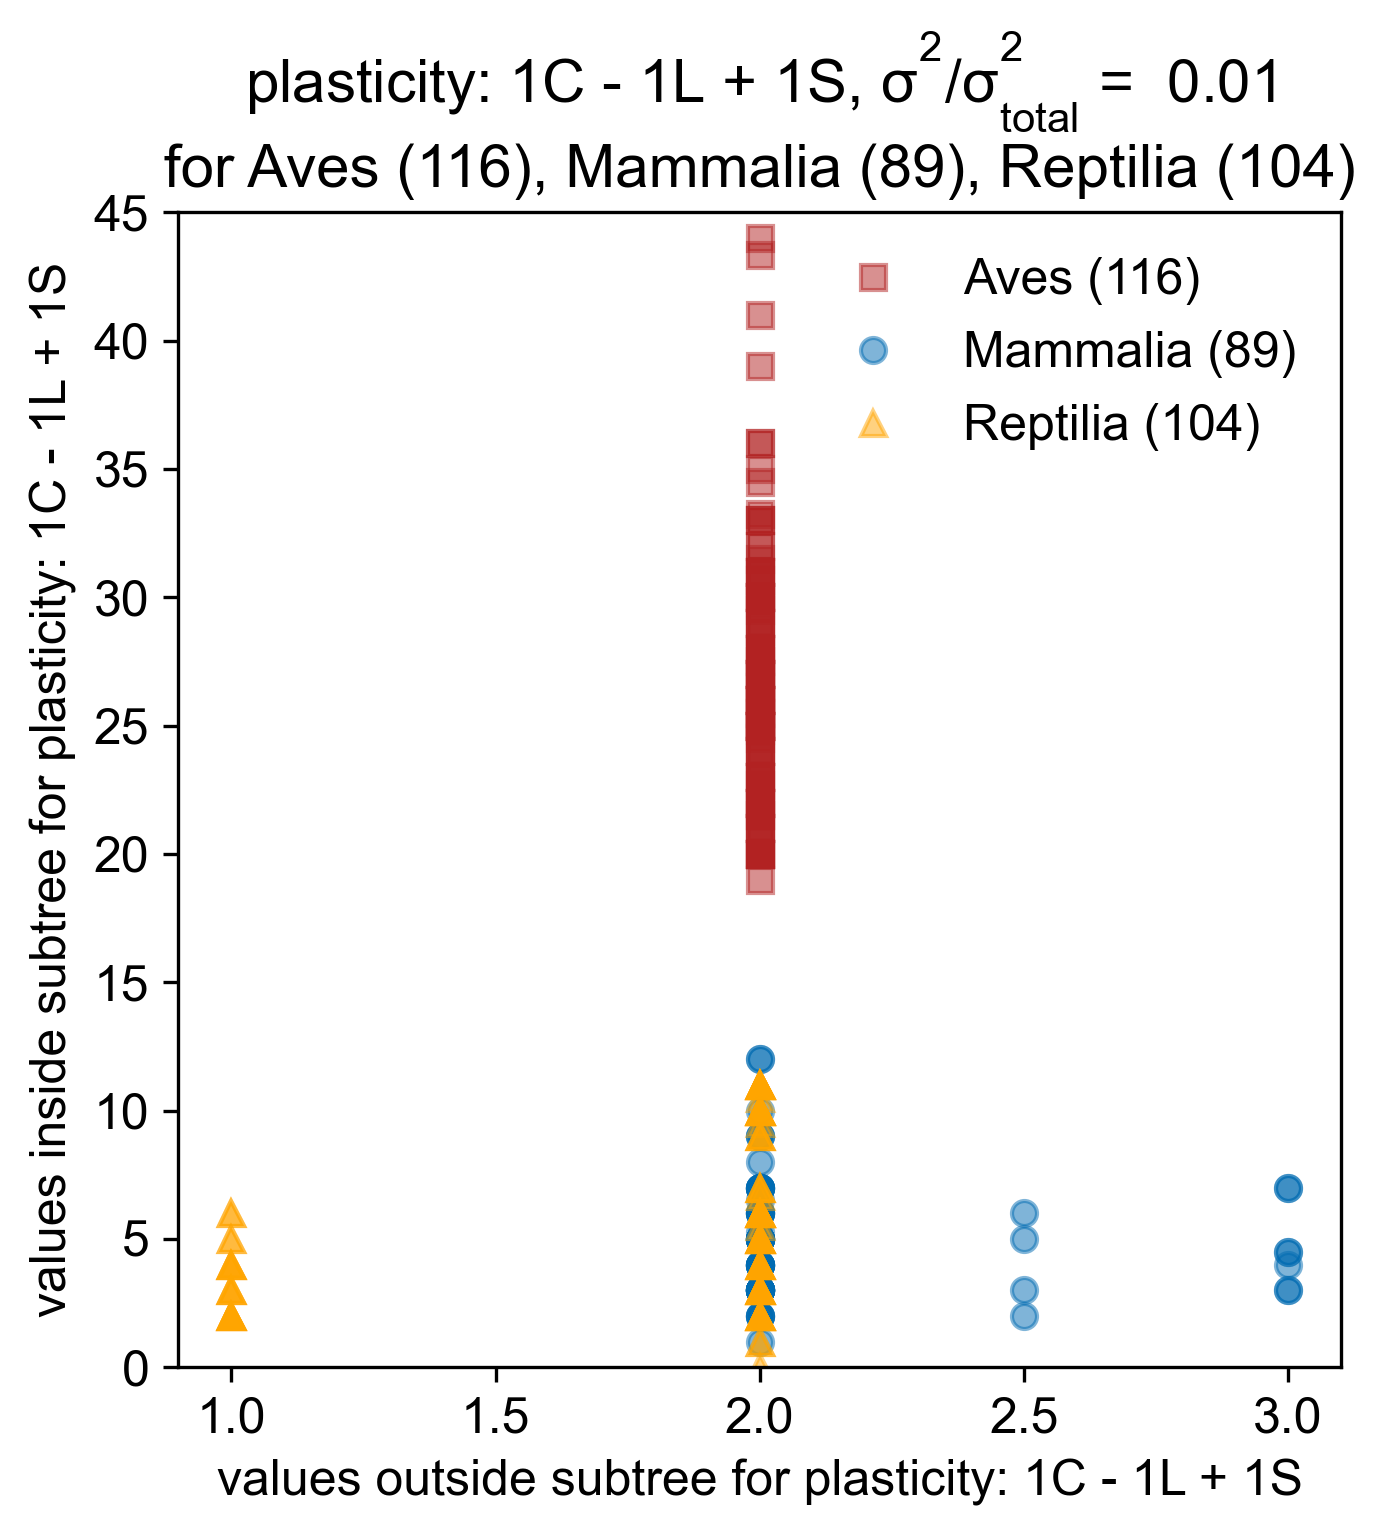 plasticity: 1C - 1L + 1S, σ²/σ²total = 0.01
for Aves (116), Mammalia (89), Reptilia (104)
45
40
35
30
25
20
15
10
5
0
values inside subtree for plasticity: 1C - 1L + 1S
Aves (116)
Mammalia (89)
Reptilia (104)
1.0 1.5 2.0 2.5 3.0
values outside subtree for plasticity: 1C - 1L + 1S